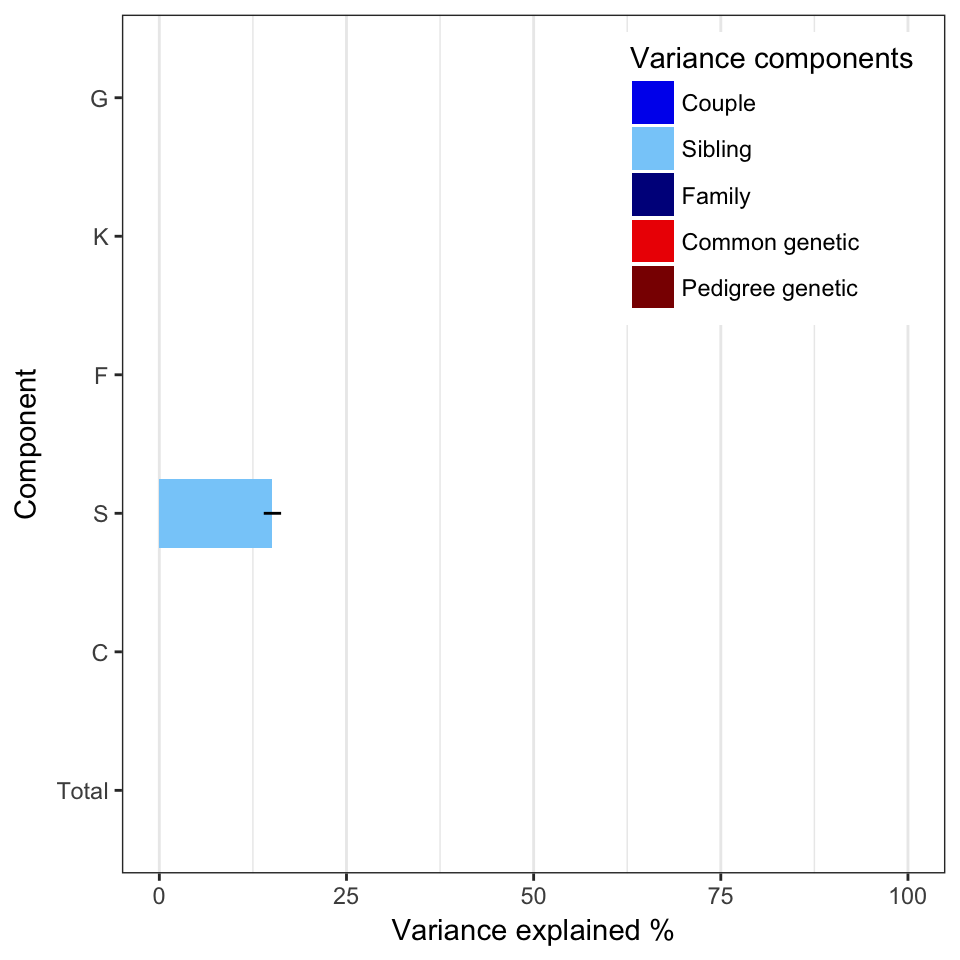 Variance components
Couple
Sibling
Family
Common genetic
Pedigree genetic
G
K
F
S
C
Total
Component
0 25 50 75 100
Variance explained %